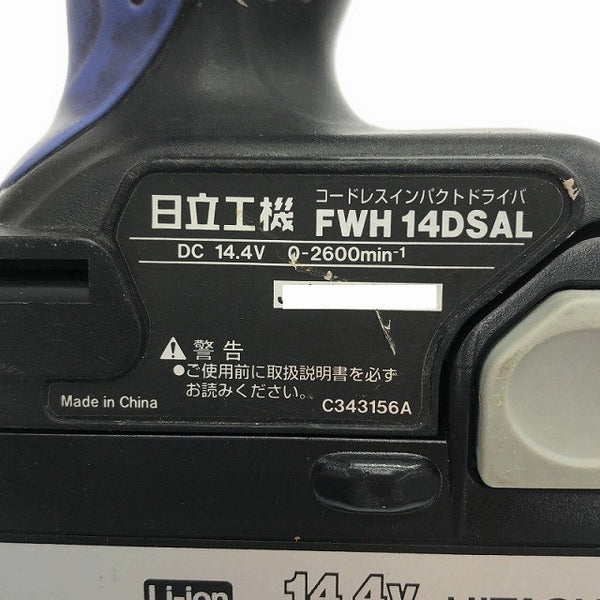 コードレスインパクトドライバ
日立工機 FWH 14DSAL
DC 14.4V 0-2600min⁻¹
⚠警告
●ご使用前に取扱説明書を必ず
お読みください。
Made in China C343156A
Li-ion 14.4V HITACH